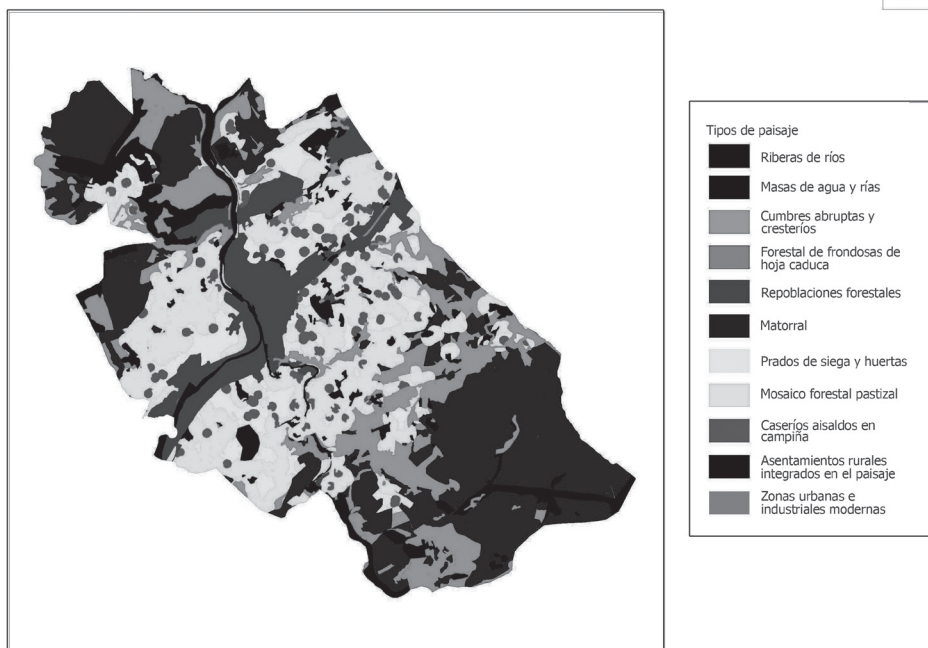 Tipos de paisaje
Riberas de ríos
Masas de agua y rías
Cumbres abruptas y
cresteríos
Forestal de frondosas de
hoja caduca
Repoblaciones forestales
Matorral
Prados de siega y huertas
Mosaico forestal pastizal
Caseríos aisaldos en
campiña
Asentamientos rurales
integrados en el paisaje
Zonas urbanas e
industriales modernas